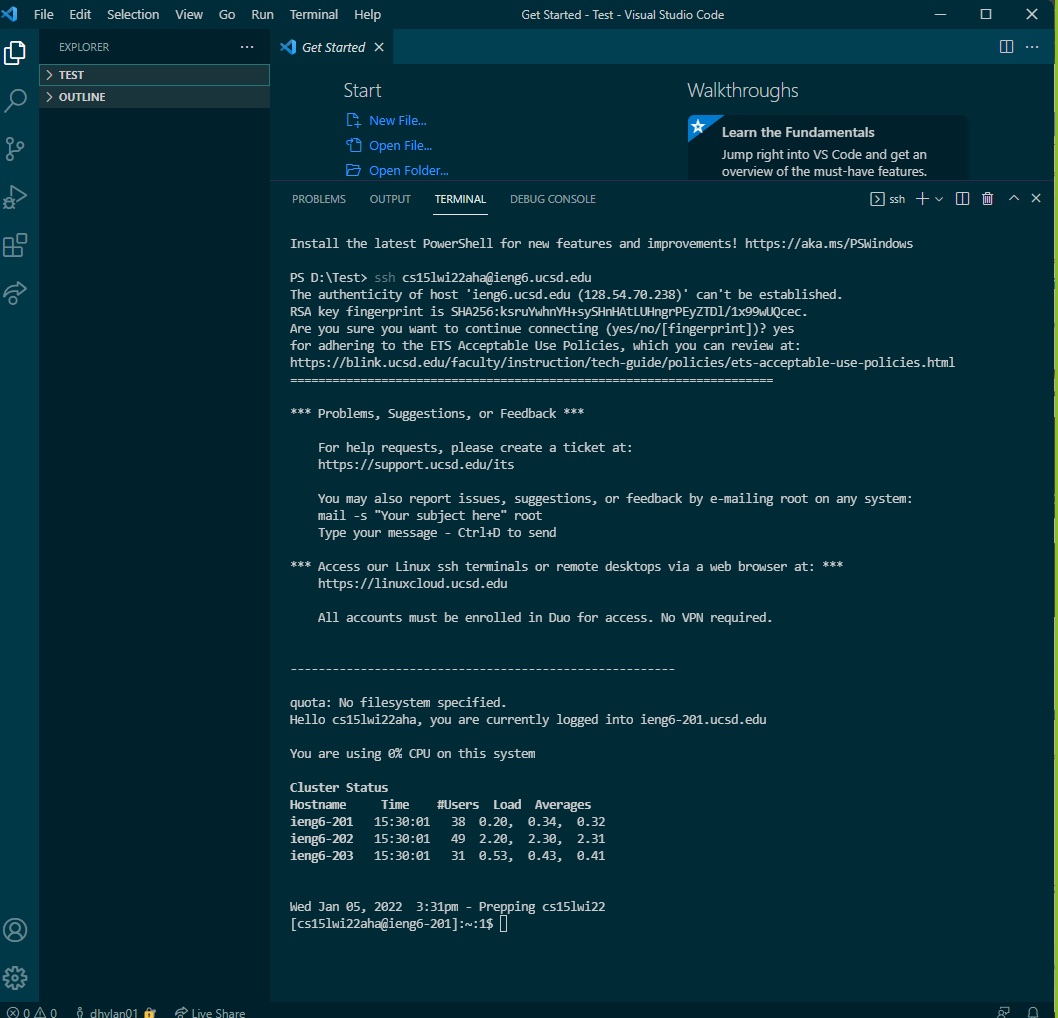 File Edit Selection View Go Run Terminal Help Get Started - Test - Visual Studio Code
EXPLORER
TEST
OUTLINE
Get Started
Start
New File...
Open File...
Open Folder...
Walkthroughs
Learn the Fundamentals
Jump right into VS Code and get an
overview of the must-have features.
PROBLEMS OUTPUT TERMINAL DEBUG CONSOLE ssh
Install the latest PowerShell for new features and improvements! https://aka.ms/PSWindows
PS D:\Test> ssh cs15lwi22aha@ieng6.ucsd.edu
The authenticity of host 'ieng6.ucsd.edu (128.54.70.238)' can't be established.
RSA key fingerprint is SHA256:ksruYwhnYH+sySHnHAtLUHngrPEyZTDl/1x99wUQcec.
Are you sure you want to continue connecting (yes/no/[fingerprint])? yes
for adhering to the ETS Acceptable Use Policies, which you can review at:
https://blink.ucsd.edu/faculty/instruction/tech-guide/policies/ets-acceptable-use-policies.html
=====================================================================
*** Problems, Suggestions, or Feedback ***
For help requests, please create a ticket at:
https://support.ucsd.edu/its
You may also report issues, suggestions, or feedback by e-mailing root on any system:
mail -s "Your subject here" root
Type your message - Ctrl+D to send
*** Access our Linux ssh terminals or remote desktops via a web browser at: ***
https://linuxcloud.ucsd.edu
All accounts must be enrolled in Duo for access. No VPN required.
-------------------------------------------------------
quota: No filesystem specified.
Hello cs15lwi22aha, you are currently logged into ieng6-201.ucsd.edu
You are using 0% CPU on this system
Cluster Status
Hostname Time #Users Load Averages
ieng6-201 15:30:01 38 0.20, 0.34, 0.32
ieng6-202 15:30:01 49 2.20, 2.30, 2.31
ieng6-203 15:30:01 31 0.53, 0.43, 0.41
Wed Jan 05, 2022 3:31pm - Prepping cs15lwi22
[cs15lwi22aha@ieng6-201]:~:1$
0 0 dhylan01 Live Share